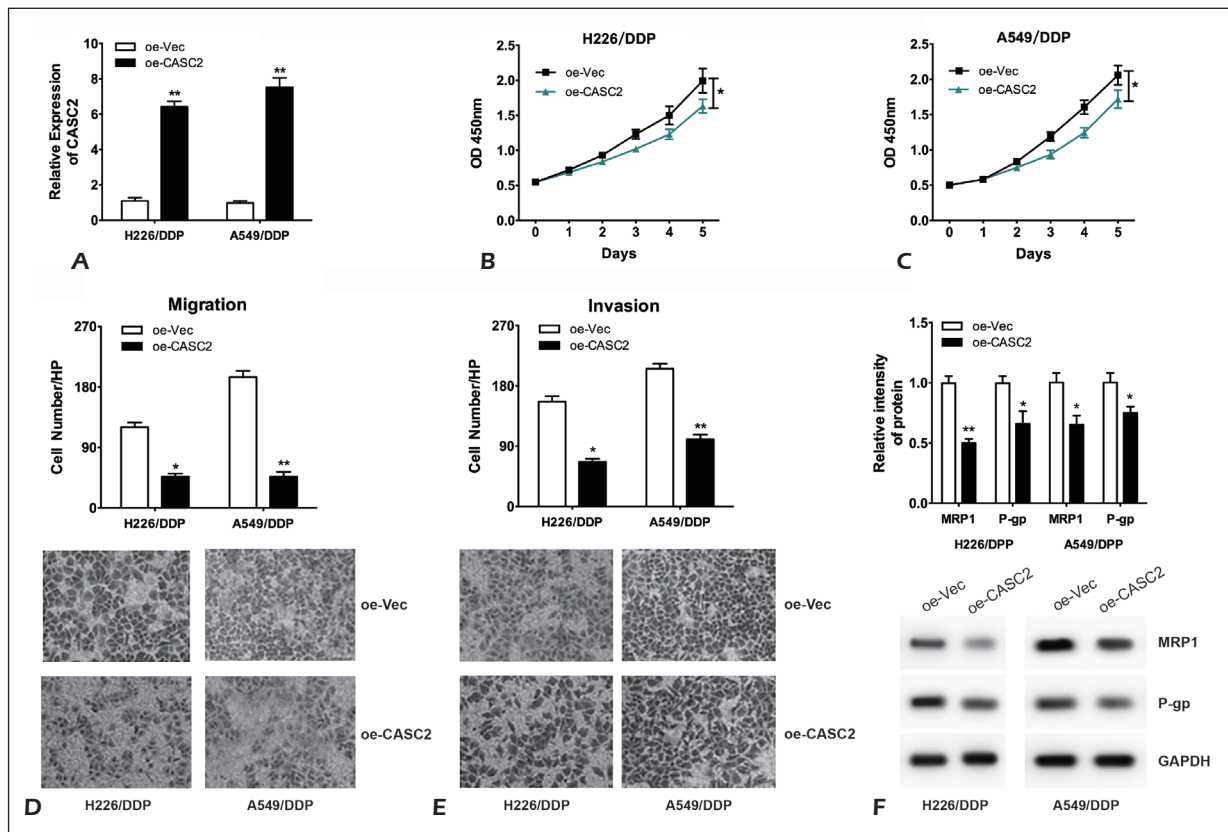 oe-Vec
oe-CASC2
Relative Expression
of CASC2
10
8
6
4
2
0
**
**
H226/DDP
A549/DDP
A
H226/DDP
oe-Vec
oe-CASC2
OD 450nm
2.5
2.0
1.5
1.0
0.5
0.0
*
0 1 2 3 4 5
Days
B
A549/DDP
oe-Vec
oe-CASC2
OD 450nm
2.5
2.0
1.5
1.0
0.5
0.0
*
0 1 2 3 4 5
Days
C
Migration
oe-Vec
oe-CASC2
Cell Number/HP
270
180
90
0
*
**
H226/DDP
A549/DDP
oe-Vec
oe-CASC2
D
H226/DDP
A549/DDP
Invasion
oe-Vec
oe-CASC2
Cell Number/HP
270
180
90
0
*
**
H226/DDP
A549/DDP
oe-Vec
oe-CASC2
E
H226/DDP
A549/DDP
oe-Vec
oe-CASC2
Relative intensity
of protein
1.5
1.0
0.5
0.0
**
*
*
*
MRP1 P-gp MRP1 P-gp
H226/DPP A549/DPP
oe-Vec oe-CASC2 oe-Vec oe-CASC2
MRP1
P-gp
GAPDH
F
H226/DDP
A549/DDP